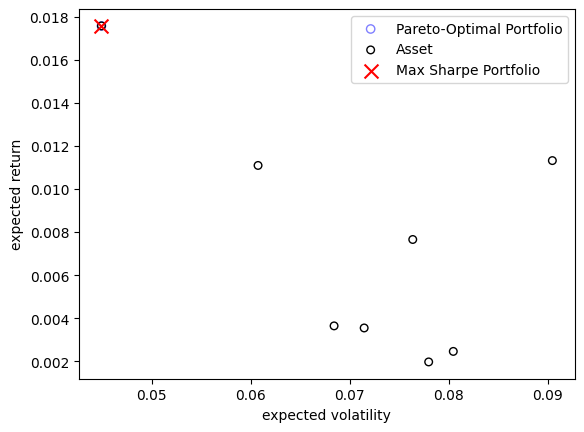 0.018
0.016
0.014
0.012
0.010
0.008
0.006
0.004
0.002
expected return
Pareto-Optimal Portfolio
Asset
Max Sharpe Portfolio
0.05 0.06 0.07 0.08 0.09
expected volatility